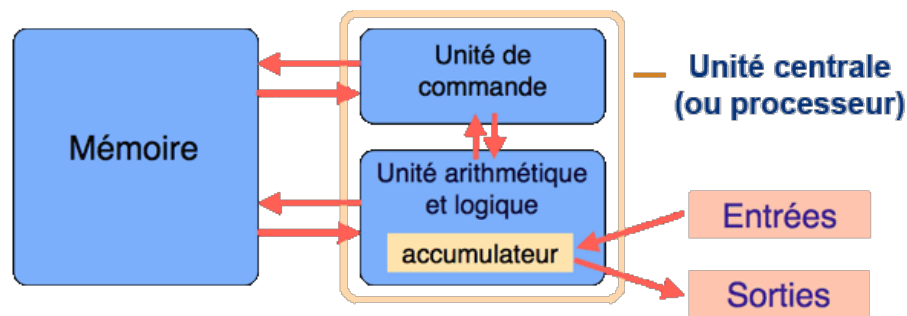 Mémoire
Unité de
commande
Unité centrale
(ou processeur)
Unité arithmétique
et logique
accumulateur
Entrées
Sorties